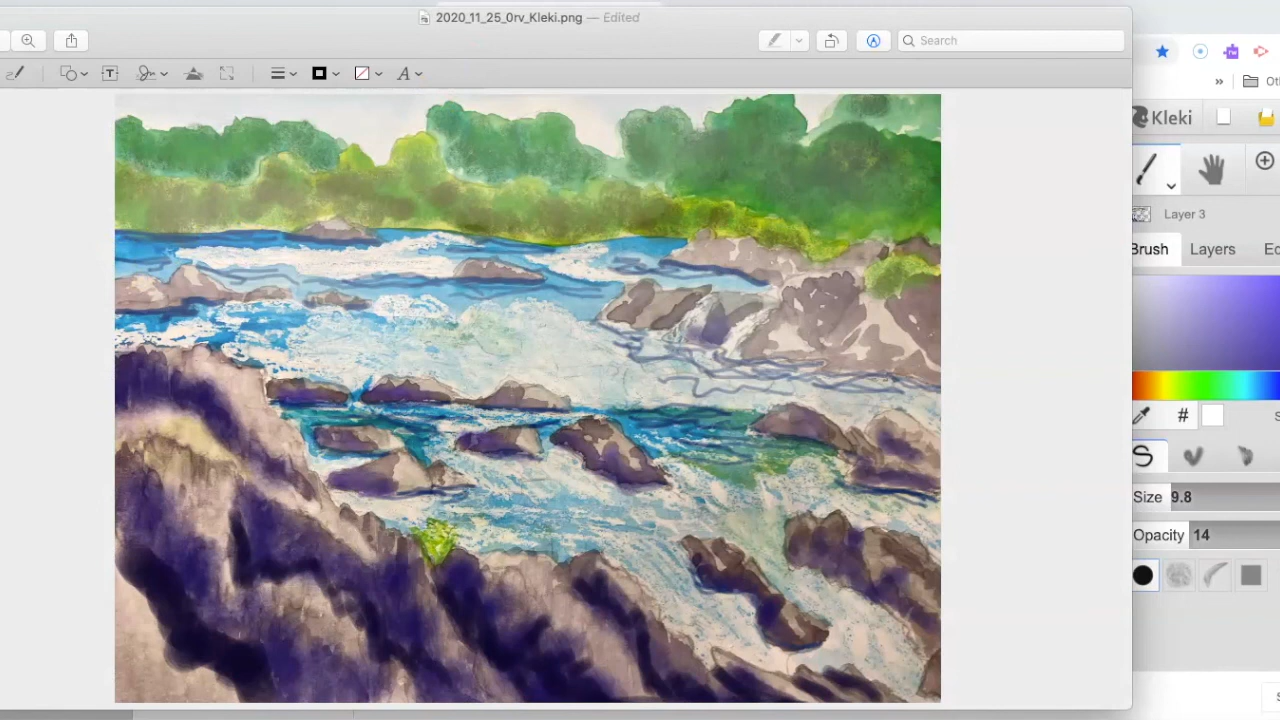 2020_11_25_0rv_Kleki.png — Edited
Search
Kleki
Layer 3
Brush
Layers
Size 9.8
Opacity 14